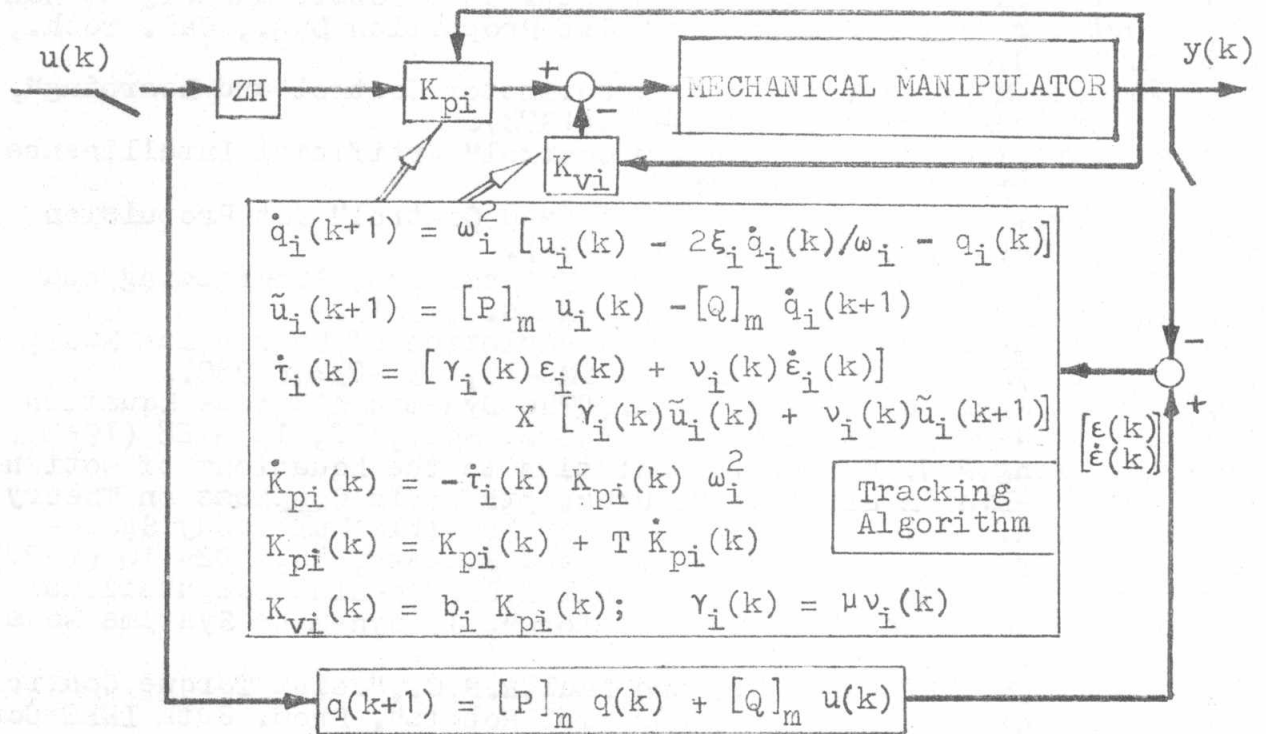 u(k)
ZH
K_pi
+
−
MECHANICAL MANIPULATOR
y(k)
K_vi
q̇_i(k+1) = ω_i^2 [u_i(k) - 2ξ_i q̇_i(k)/ω_i - q_i(k)]
ũ_i(k+1) = [P]_m u_i(k) -[Q]_m q̇_i(k+1)
τ̇_i(k) = [γ_i(k) ε_i(k) + ν_i(k) ε̇_i(k)]
X [γ_i(k) ũ_i(k) + ν_i(k) ũ_i(k+1)]
K̇_pi(k) = -τ̇_i(k) K_pi(k) ω_i^2
K_pi(k) = K_pi(k) + T K̇_pi(k)
K_vi(k) = b_i K_pi(k); γ_i(k) = μν_i(k)
Tracking
Algorithm
−
+
[ε(k)
ε̇(k)]
q(k+1) = [P]_m q(k) + [Q]_m u(k)